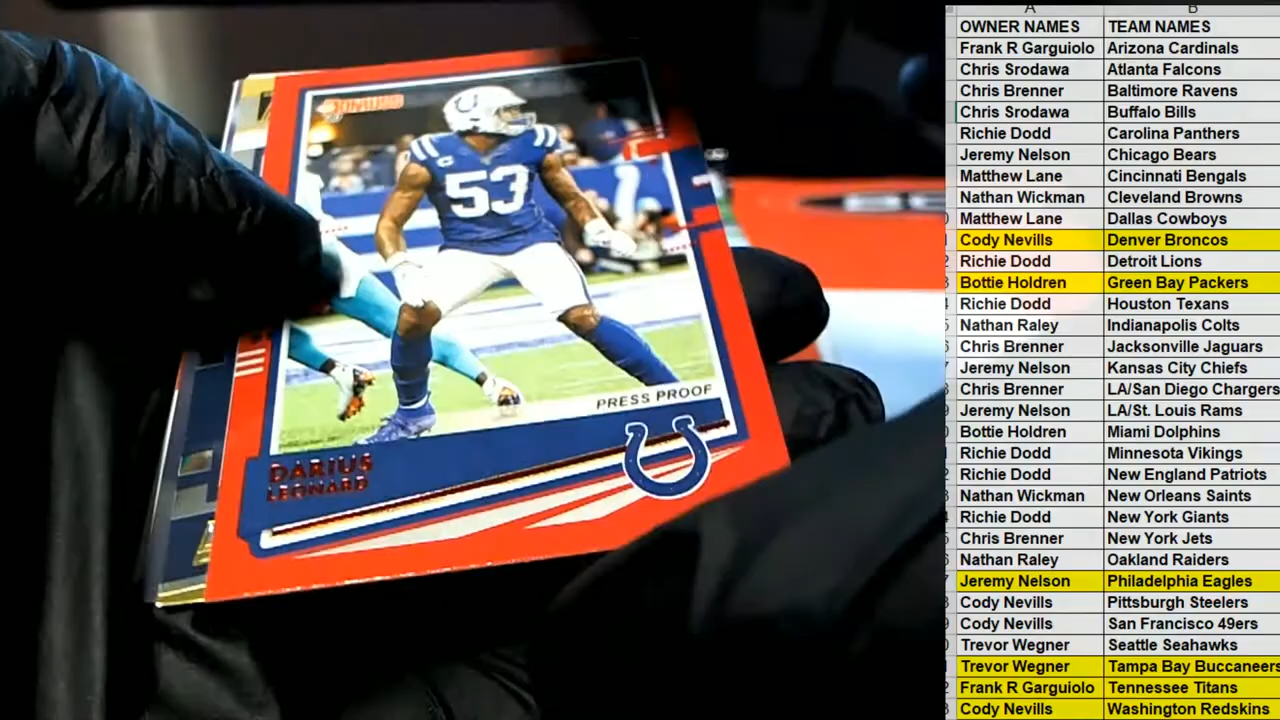 DONRUSS
53
C
PRESS PROOF
DARIUS
LEONARD
A B
OWNER NAMES TEAM NAMES
Frank R Garguiolo Arizona Cardinals
Chris Srodawa Atlanta Falcons
Chris Brenner Baltimore Ravens
Chris Srodawa Buffalo Bills
Richie Dodd Carolina Panthers
Jeremy Nelson Chicago Bears
Matthew Lane Cincinnati Bengals
Nathan Wickman Cleveland Browns
Matthew Lane Dallas Cowboys
Cody Nevills Denver Broncos
Richie Dodd Detroit Lions
Bottie Holdren Green Bay Packers
Richie Dodd Houston Texans
Nathan Raley Indianapolis Colts
Chris Brenner Jacksonville Jaguars
Jeremy Nelson Kansas City Chiefs
Chris Brenner LA/San Diego Chargers
Jeremy Nelson LA/St. Louis Rams
Bottie Holdren Miami Dolphins
Richie Dodd Minnesota Vikings
Richie Dodd New England Patriots
Nathan Wickman New Orleans Saints
Richie Dodd New York Giants
Chris Brenner New York Jets
Nathan Raley Oakland Raiders
Jeremy Nelson Philadelphia Eagles
Cody Nevills Pittsburgh Steelers
Cody Nevills San Francisco 49ers
Trevor Wegner Seattle Seahawks
Trevor Wegner Tampa Bay Buccaneers
Frank R Garguiolo Tennessee Titans
Cody Nevills Washington Redskins